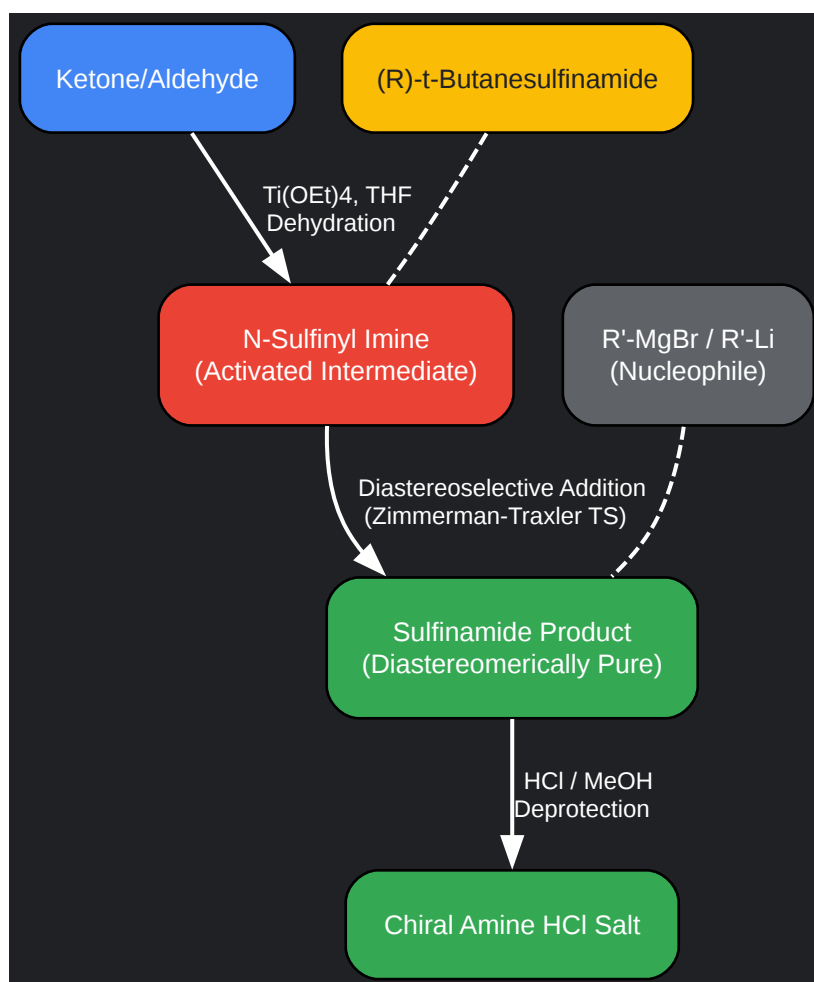 Ketone/Aldehyde
(R)-t-Butanesulfinamide
Ti(OEt)4, THF
Dehydration
N-Sulfinyl Imine
(Activated Intermediate)
R'-MgBr / R'-Li
(Nucleophile)
Diastereoselective Addition
(Zimmerman-Traxler TS)
Sulfinamide Product
(Diastereomerically Pure)
HCl / MeOH
Deprotection
Chiral Amine HCl Salt